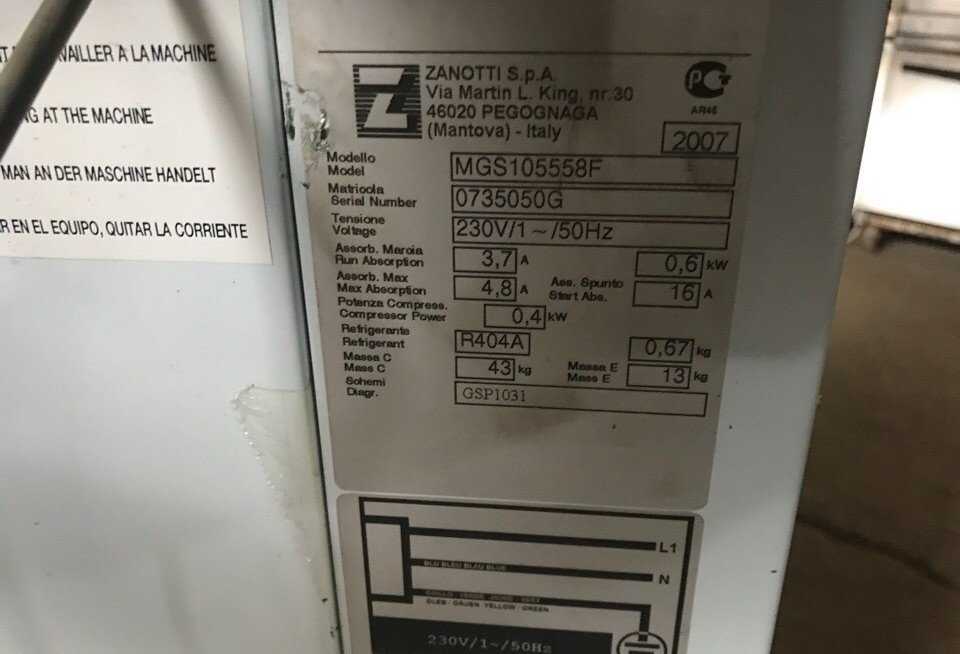 VAILLER A LA MACHINE
G AT THE MACHINE
MAN AN DER MASCHINE HANDELT
R EN EL EQUIPO, QUITAR LA CORRIENTE
Z
ZANOTTI S.p.A.
Via Martin L. King, nr.30
46020 PEGOGNAGA
(Mantova) - Italy
AR46
2007
Modello
Model MGS105558F
Matricola
Serial Number 0735050G
Tensione
Voltage 230V/1~/50Hz
Assorb. Marcia
Run Absorption 3,7 A 0,6 kW
Assorb. Max Ass. Spunto
Max Absorption 4,8 A Start Abs. 16 A
Potenza Compress.
Compressor Power 0,4 kW
Refrigerante
Refrigerant R404A 0,67 kg
Massa C Massa E
Mass C 43 kg Mass E 13 kg
Schemi
Diagr. GSP1031
L1
BLU BLEU BLAU BLUE
N
YELLOW-GREEN
230V/1~/50Hz